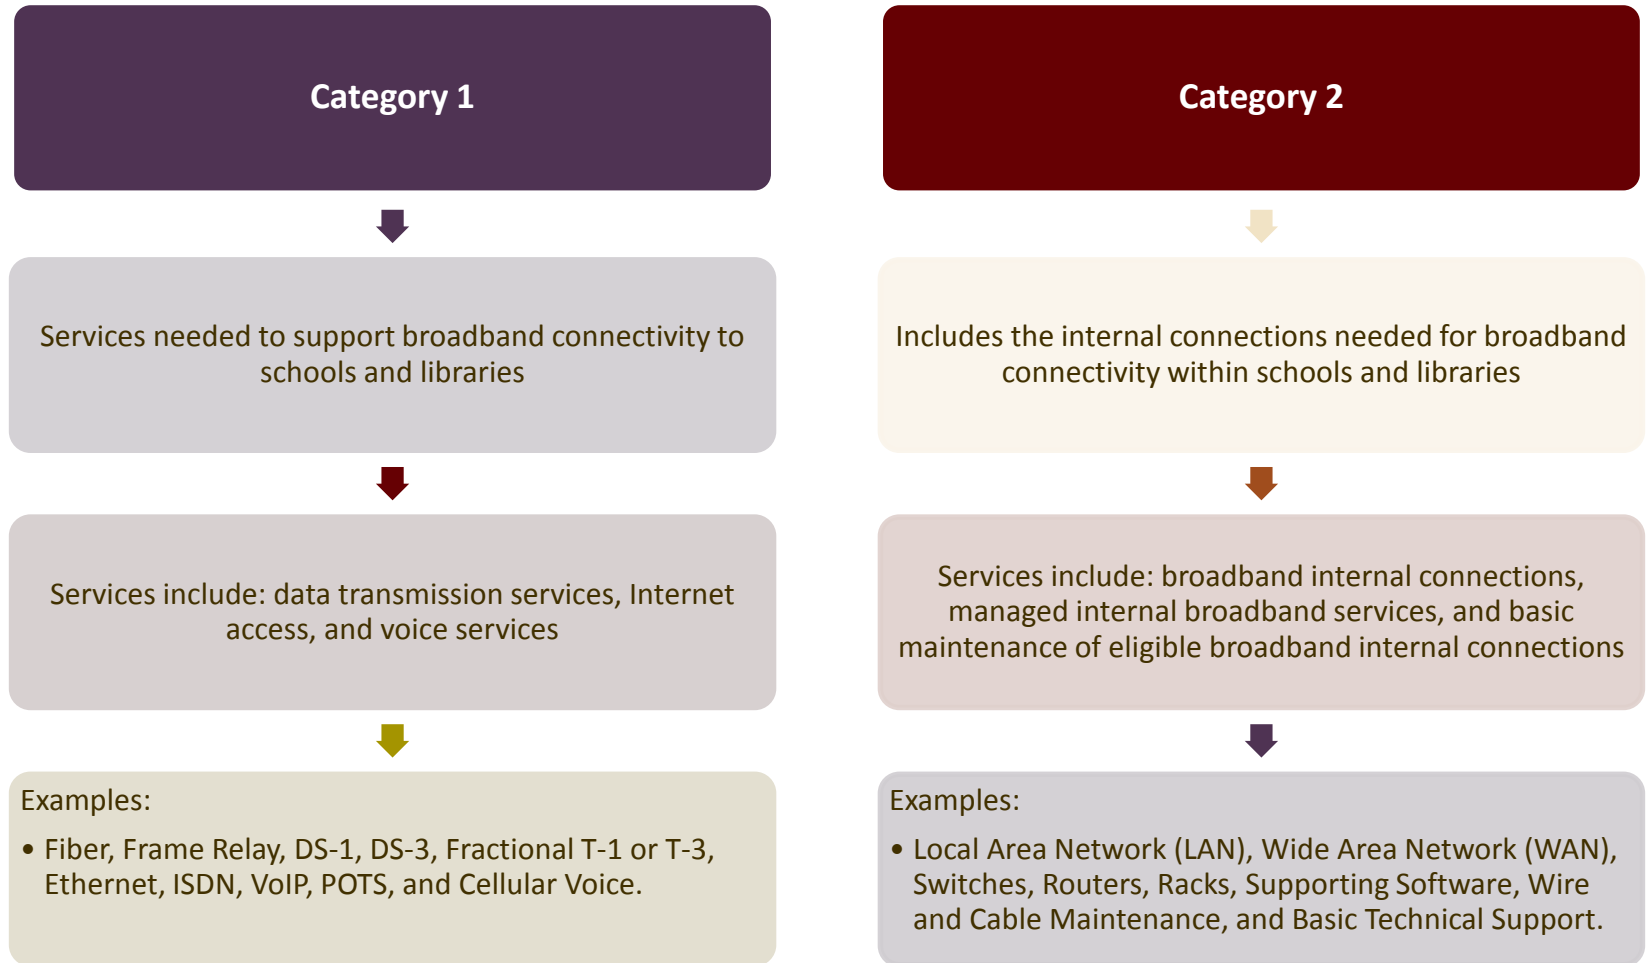 Category 1
Services needed to support broadband connectivity to
schools and libraries
Services include: data transmission services, Internet
access, and voice services
Examples:
• Fiber, Frame Relay, DS-1, DS-3, Fractional T-1 or T-3,
Ethernet, ISDN, VoIP, POTS, and Cellular Voice.
Category 2
Includes the internal connections needed for broadband
connectivity within schools and libraries
Services include: broadband internal connections,
managed internal broadband services, and basic
maintenance of eligible broadband internal connections
Examples:
• Local Area Network (LAN), Wide Area Network (WAN),
Switches, Routers, Racks, Supporting Software, Wire
and Cable Maintenance, and Basic Technical Support.